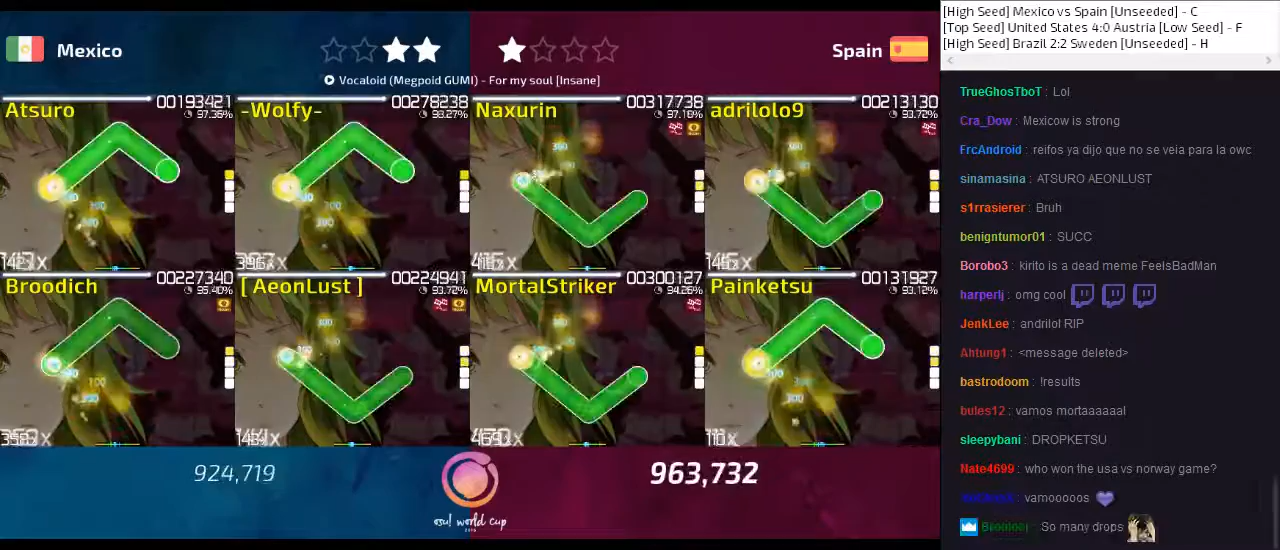 Mexico
Spain
Vocaloid (Megpoid GUMI) - For my soul [Insane]
Atsuro
00193421
97.36%
-Wolfy-
00278238
98.27%
Naxurin
00317738
97.16%
adrilolo9
00213130
93.72%
Broodich
00227340
95.40%
[ AeonLust ]
00224941
93.72%
MortalStriker
00300127
94.26%
Painketsu
00131927
93.12%
924,719
963,732
osu! world cup
[High Seed] Mexico vs Spain [Unseeded] - C
[Top Seed] United States 4:0 Austria [Low Seed] - F
[High Seed] Brazil 2:2 Sweden [Unseeded] - H
TrueGhosTboT : Lol
Cra_Dow : Mexicow is strong
FrcAndroid : reifos ya dijo que no se veia para la owc
sinamasina : ATSURO AEONLUST
s1rrasierer : Bruh
benigntumor01 : SUCC
Borobo3 : kirito is a dead meme FeelsBadMan
harperlj : omg cool
JenkLee : andrilol RIP
Ahtung1 : <message deleted>
bastrodoom : !results
bules12 : vamos mortaaaaaal
sleepybani : DROPKETSU
Nate4699 : who won the usa vs norway game?
: vamooooos
: So many drops